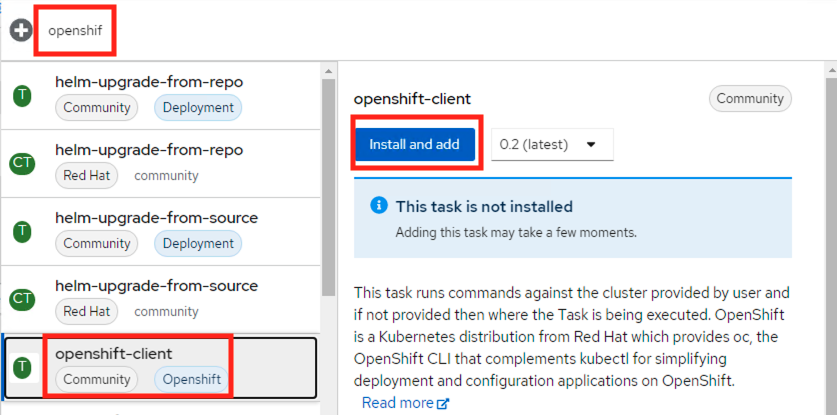 openshif
helm-upgrade-from-repo
Community Deployment
T
helm-upgrade-from-repo
CT
Red Hat community
helm-upgrade-from-source
T
Community Deployment
helm-upgrade-from-source
CT
Red Hat community
openshift-client
T
Community Openshift
openshift-client Community
Install and add 0.2 (latest)
This task is not installed
Adding this task may take a few moments.
This task runs commands against the cluster provided by user and
if not provided then where the Task is being executed. OpenShift
is a Kubernetes distribution from Red Hat which provides oc, the
OpenShift CLI that complements kubectl for simplifying
deployment and configuration applications on OpenShift.
Read more